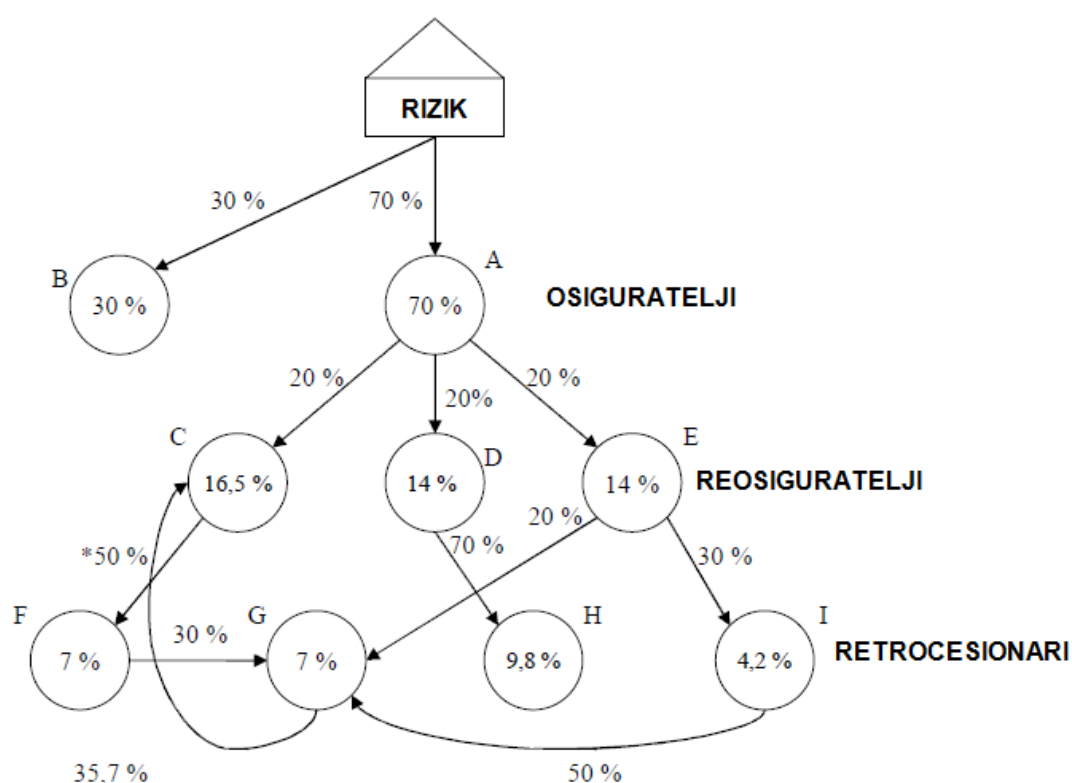 RIZIK
30 %
70 %
B
A
30 %
70 %
OSIGURATELJI
20 %
20%
20 %
C
D
E
16,5 %
14 %
14 %
REOSIGURATELJI
*50 %
70 %
20 %
30 %
F
30 %
G
H
I
7 %
7 %
9,8 %
4,2 %
RETROCESIONARI
35,7 %
50 %